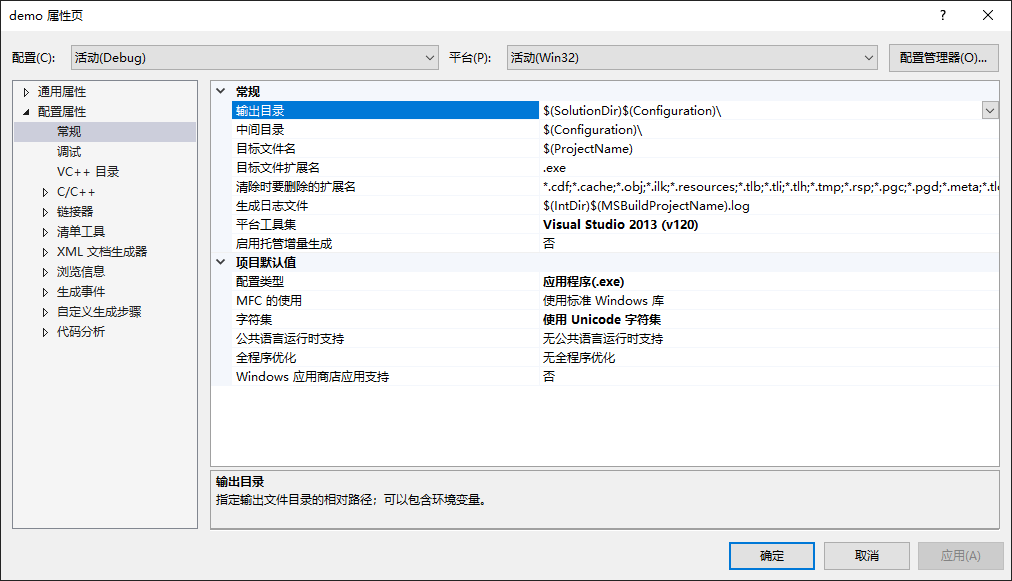 demo 属性页
配置(C): 活动(Debug) 平台(P): 活动(Win32) 配置管理器(O)...
通用属性
配置属性
常规
调试
VC++ 目录
C/C++
链接器
清单工具
XML 文档生成器
浏览信息
生成事件
自定义生成步骤
代码分析
常规
输出目录 $(SolutionDir)$(Configuration)\
中间目录 $(Configuration)\
目标文件名 $(ProjectName)
目标文件扩展名 .exe
清除时要删除的扩展名 *.cdf;*.cache;*.obj;*.ilk;*.resources;*.tlb;*.tli;*.tlh;*.tmp;*.rsp;*.pgc;*.pgd;*.meta;*.tl
生成日志文件 $(IntDir)$(MSBuildProjectName).log
平台工具集 Visual Studio 2013 (v120)
启用托管增量生成 否
项目默认值
配置类型 应用程序(.exe)
MFC 的使用 使用标准 Windows 库
字符集 使用 Unicode 字符集
公共语言运行时支持 无公共语言运行时支持
全程序优化 无全程序优化
Windows 应用商店应用支持 否
输出目录
指定输出文件目录的相对路径；可以包含环境变量。
确定 取消 应用(A)